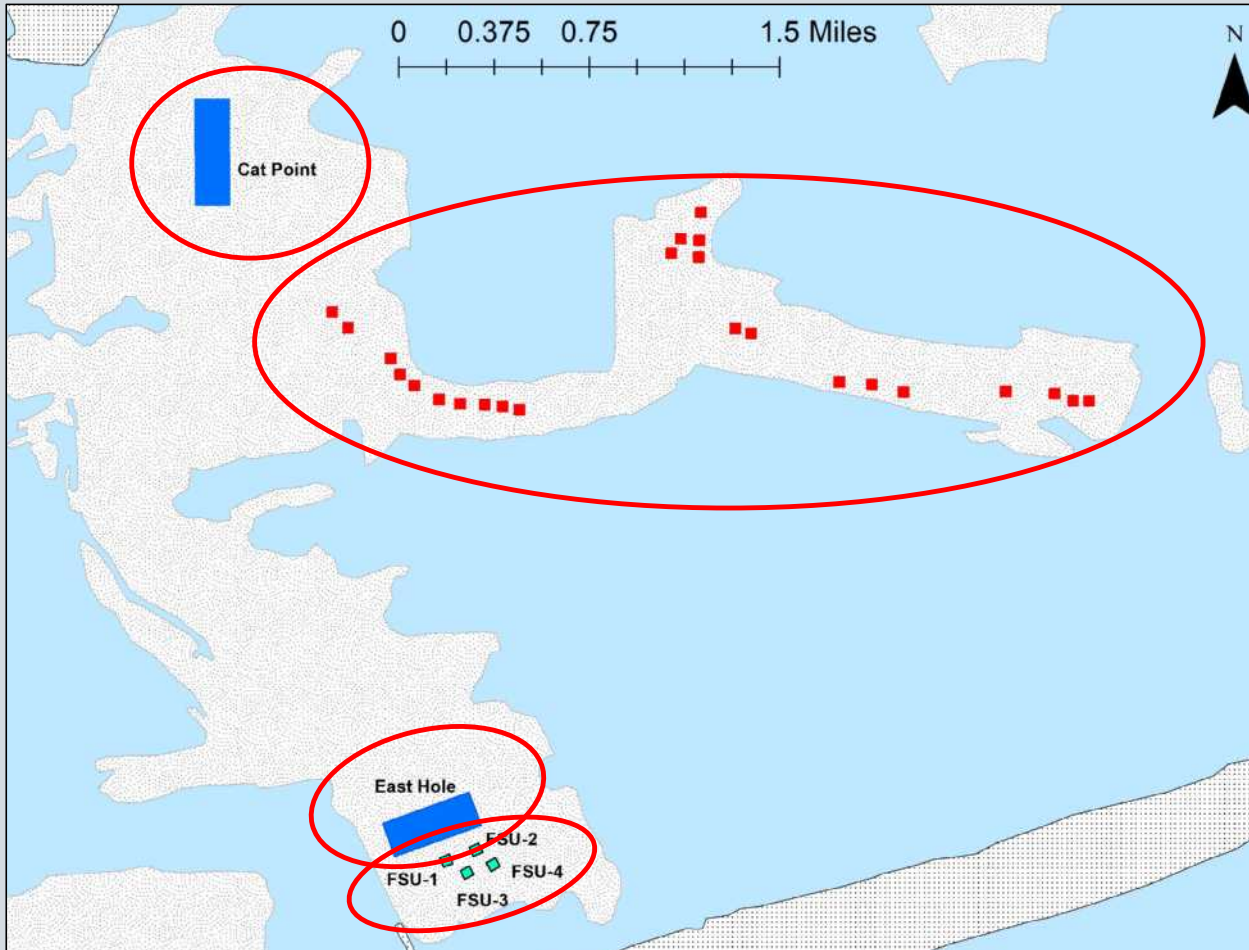 0 0.375 0.75 1.5 Miles
N
Cat Point
East Hole
FSU-2
FSU-1
FSU-4
FSU-3